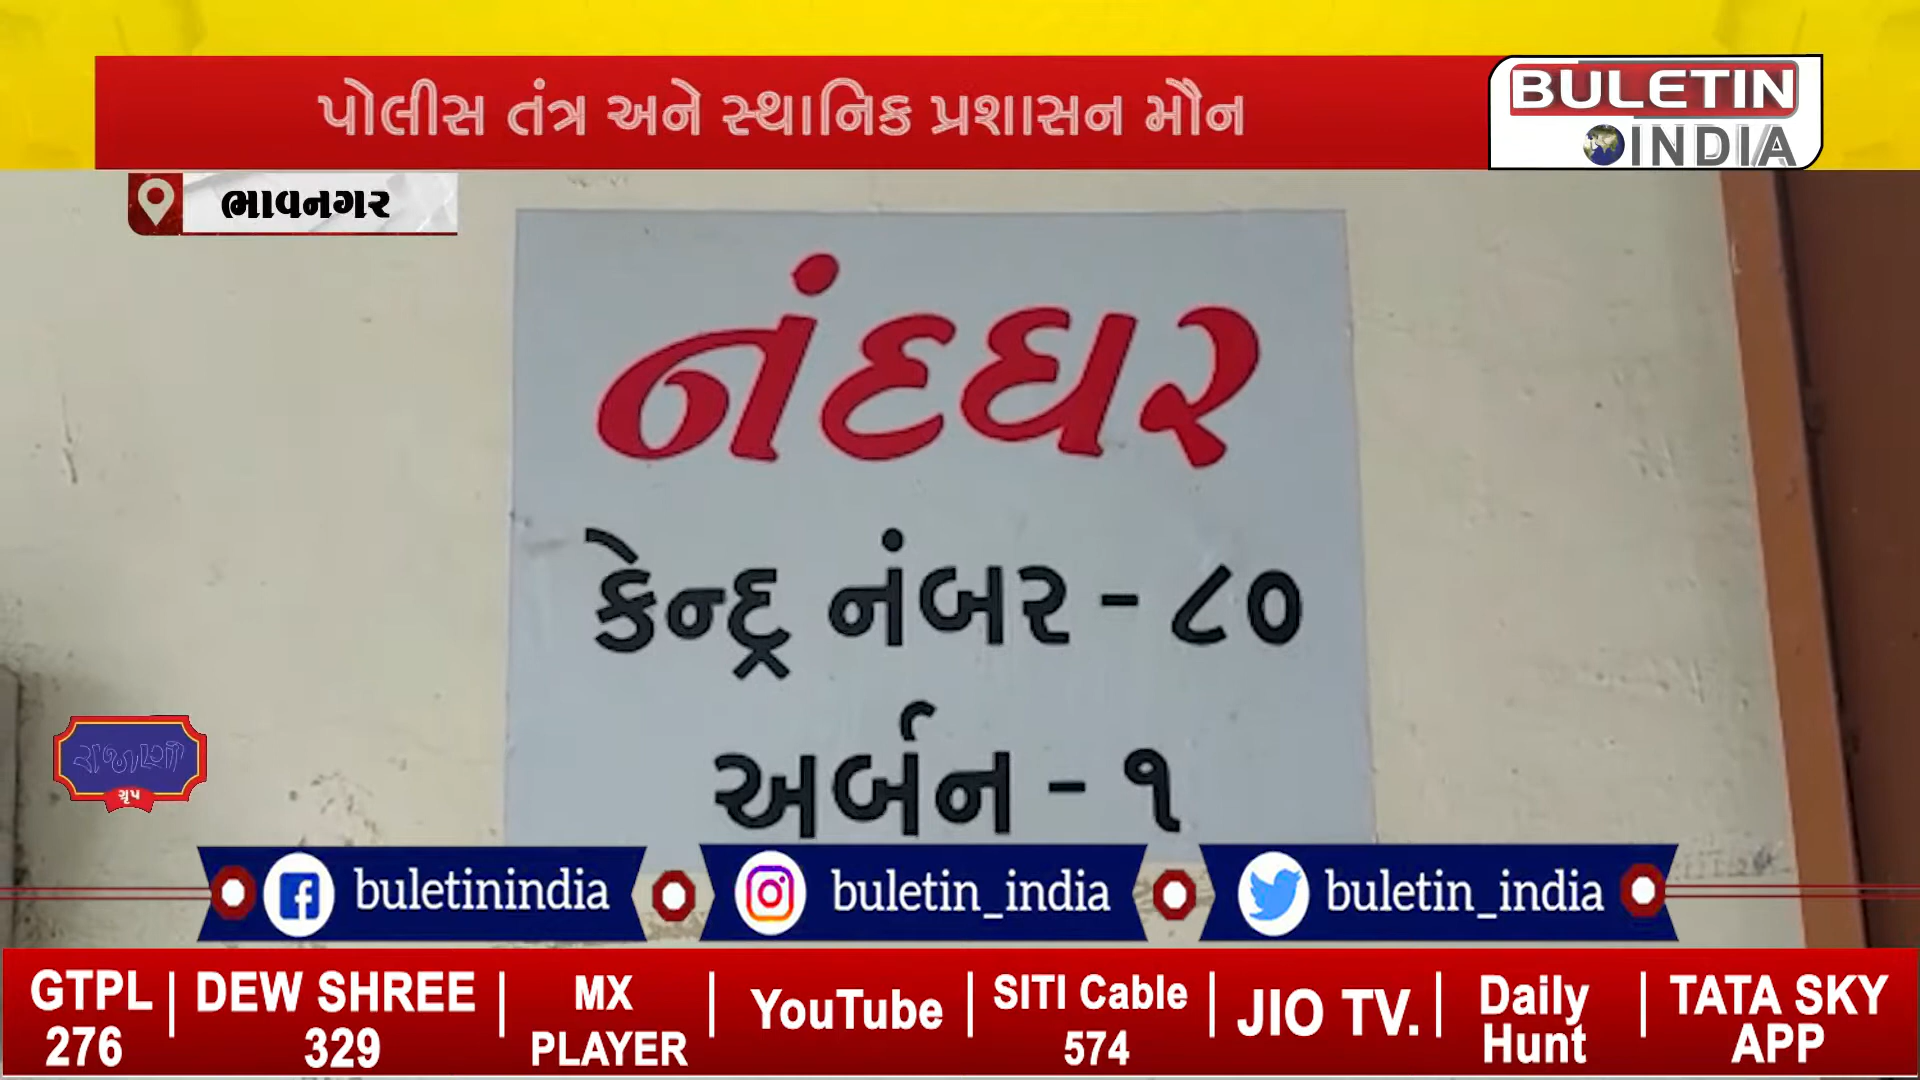 પોલીસ તંત્ર અને સ્થાનિક પ્રશાસન મૌન
BULETIN
INDIA
ભાવનગર
નંદઘર
કેન્દ્ર નંબર - ૮૦
અર્બન - ૧
રાજાણી
ગ્રુપ
buletinindia
buletin_india
buletin_india
GTPL 276
DEW SHREE 329
MX PLAYER
YouTube
SITI Cable 574
JIO TV.
Daily Hunt
TATA SKY APP